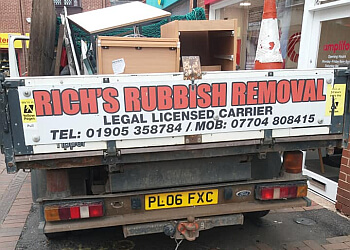 RICH'S RUBBISH REMOVAL
LEGAL LICENSED CARRIER
TEL: 01905 358784 / MOB: 07704 808415
PL06 FXC